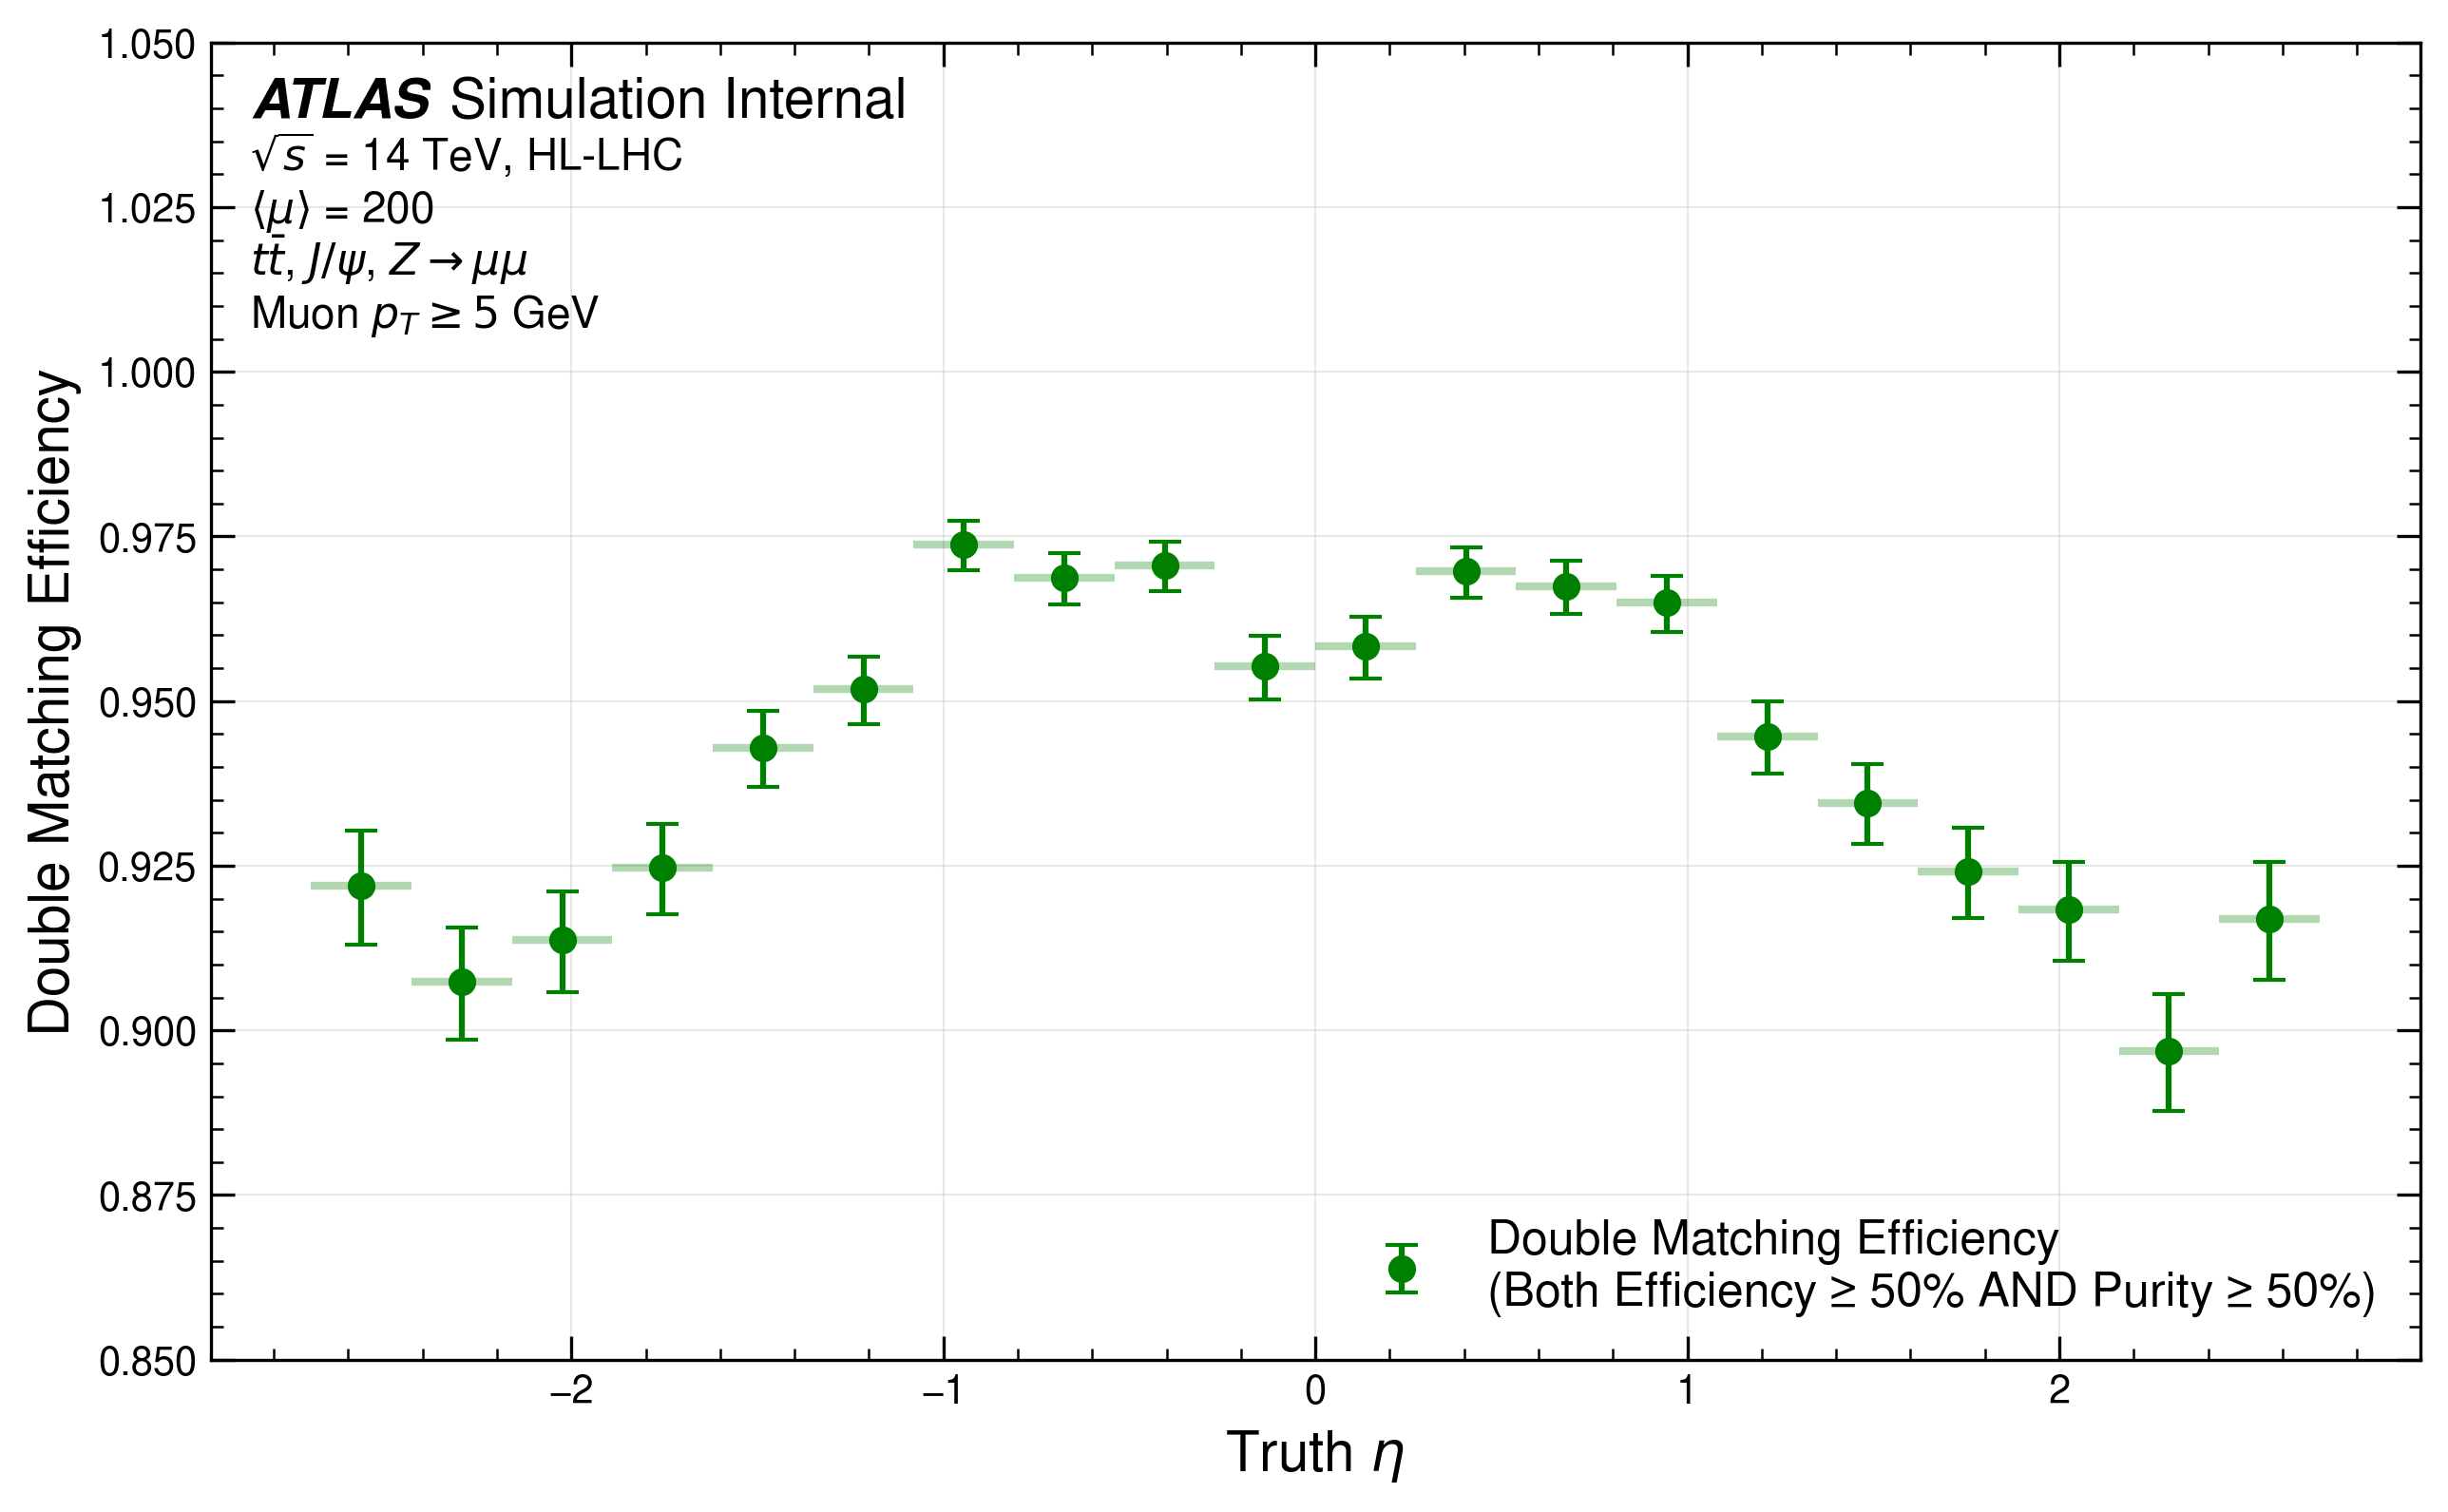 ATLAS Simulation Internal
√s = 14 TeV, HL-LHC
⟨μ⟩ = 200
tt̄, J/ψ, Z → μμ
Muon p_T ≥ 5 GeV
Double Matching Efficiency
1.050
1.025
1.000
0.975
0.950
0.925
0.900
0.875
0.850
Double Matching Efficiency
(Both Efficiency ≥ 50% AND Purity ≥ 50%)
−2 −1 0 1 2
Truth η